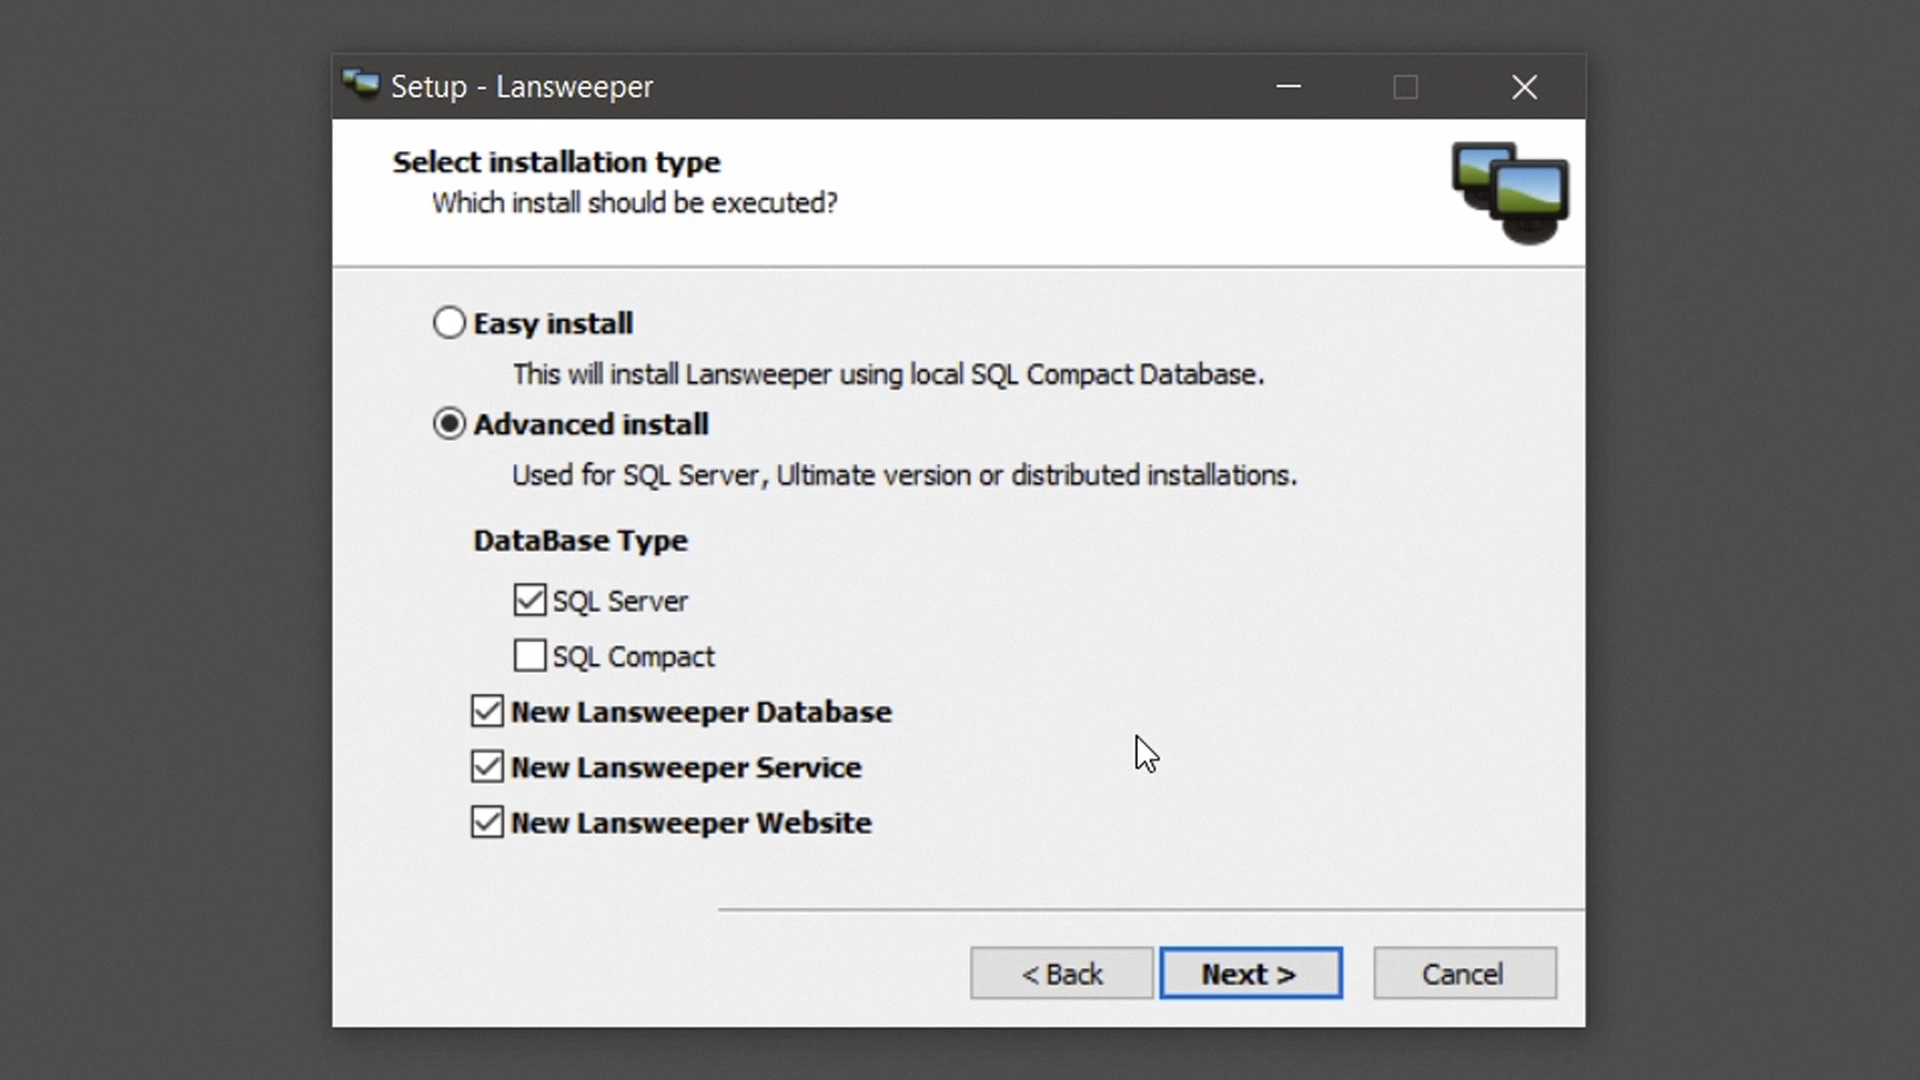 Setup - Lansweeper
Select installation type
Which install should be executed?
Easy install
This will install Lansweeper using local SQL Compact Database.
Advanced install
Used for SQL Server, Ultimate version or distributed installations.
DataBase Type
SQL Server
SQL Compact
New Lansweeper Database
New Lansweeper Service
New Lansweeper Website
< Back
Next >
Cancel